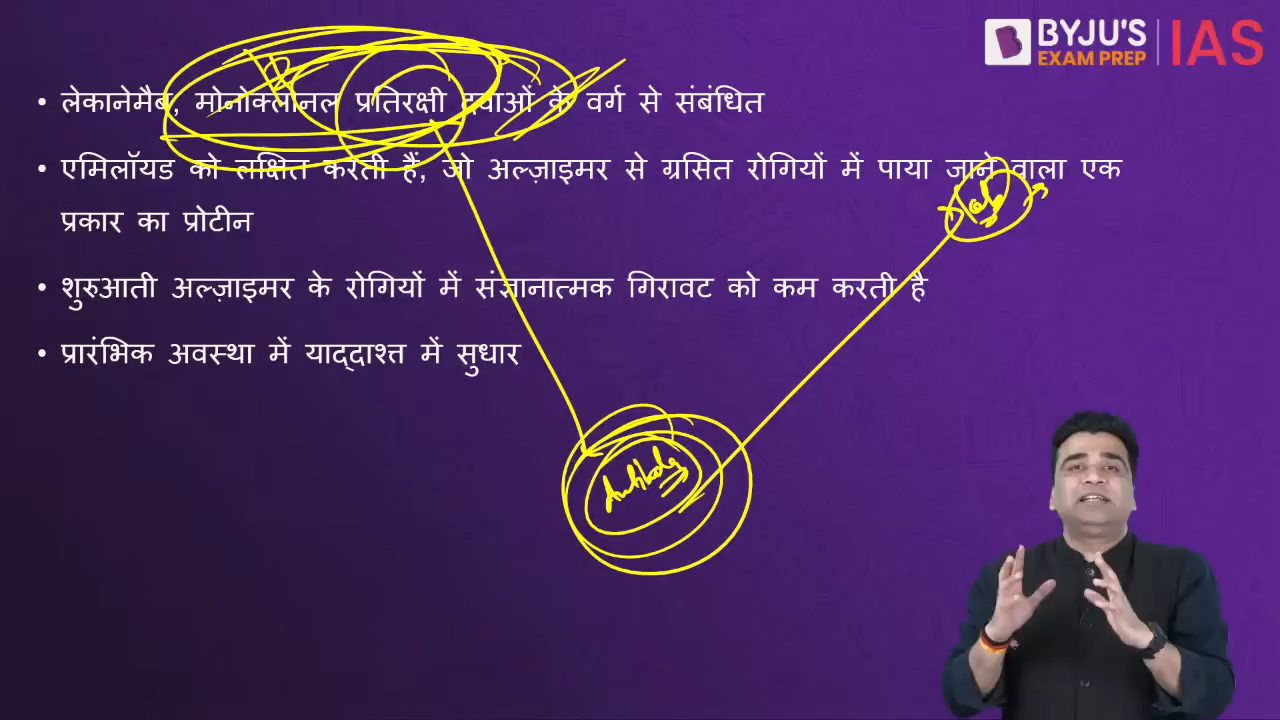 BYJU'S IAS
EXAM PREP
• लेकानेमैब, मोनोक्लोनल प्रतिरक्षी दवाओं के वर्ग से संबंधित
• एमिलॉयड को लक्षित करती हैं, जो अल्ज़ाइमर से ग्रसित रोगियों में पाया जाने वाला एक
प्रकार का प्रोटीन
• शुरुआती अल्ज़ाइमर के रोगियों में संज्ञानात्मक गिरावट को कम करती है
• प्रारंभिक अवस्था में याद्दाश्त में सुधार